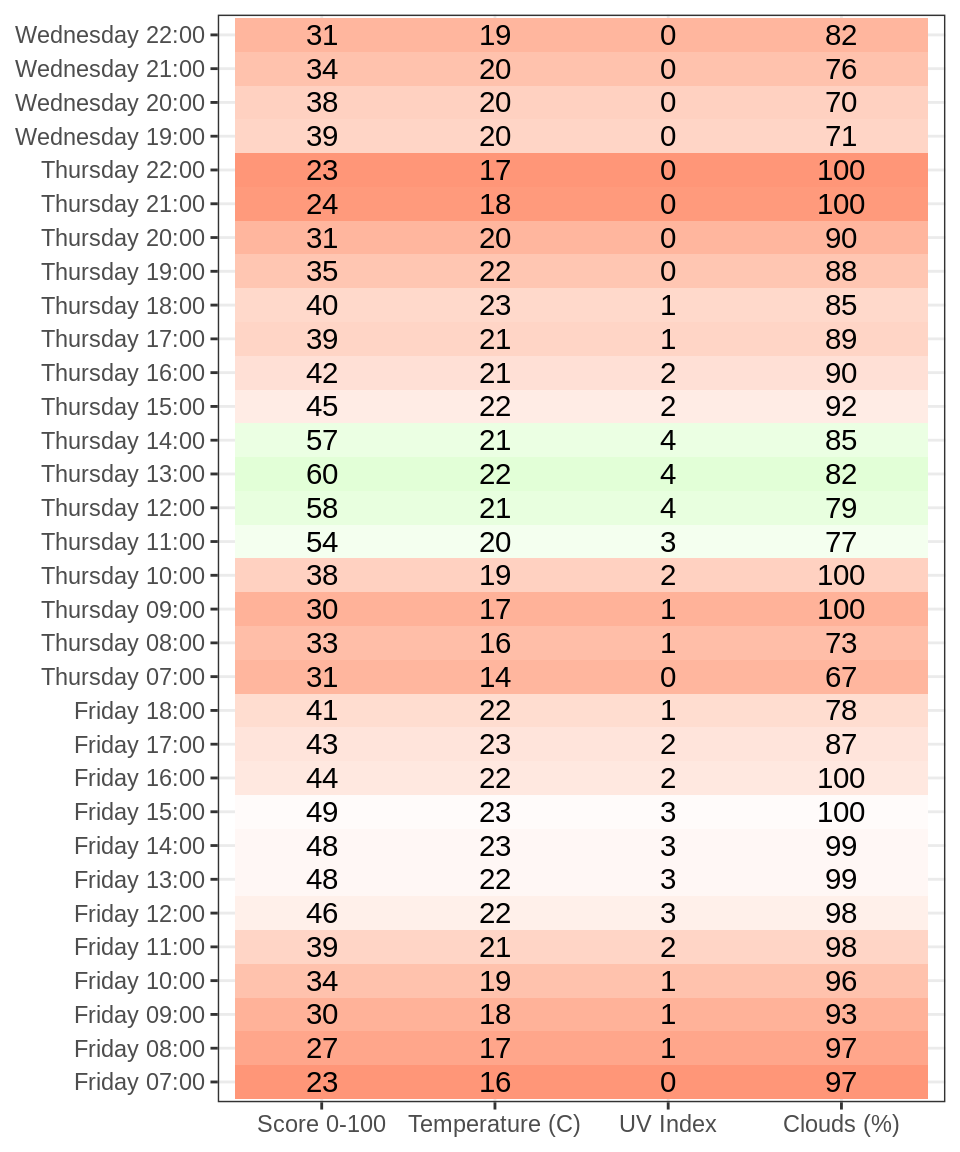 Wednesday 22:00 31 19 0 82
Wednesday 21:00 34 20 0 76
Wednesday 20:00 38 20 0 70
Wednesday 19:00 39 20 0 71
Thursday 22:00 23 17 0 100
Thursday 21:00 24 18 0 100
Thursday 20:00 31 20 0 90
Thursday 19:00 35 22 0 88
Thursday 18:00 40 23 1 85
Thursday 17:00 39 21 1 89
Thursday 16:00 42 21 2 90
Thursday 15:00 45 22 2 92
Thursday 14:00 57 21 4 85
Thursday 13:00 60 22 4 82
Thursday 12:00 58 21 4 79
Thursday 11:00 54 20 3 77
Thursday 10:00 38 19 2 100
Thursday 09:00 30 17 1 100
Thursday 08:00 33 16 1 73
Thursday 07:00 31 14 0 67
Friday 18:00 41 22 1 78
Friday 17:00 43 23 2 87
Friday 16:00 44 22 2 100
Friday 15:00 49 23 3 100
Friday 14:00 48 23 3 99
Friday 13:00 48 22 3 99
Friday 12:00 46 22 3 98
Friday 11:00 39 21 2 98
Friday 10:00 34 19 1 96
Friday 09:00 30 18 1 93
Friday 08:00 27 17 1 97
Friday 07:00 23 16 0 97
Score 0-100 Temperature (C) UV Index Clouds (%)